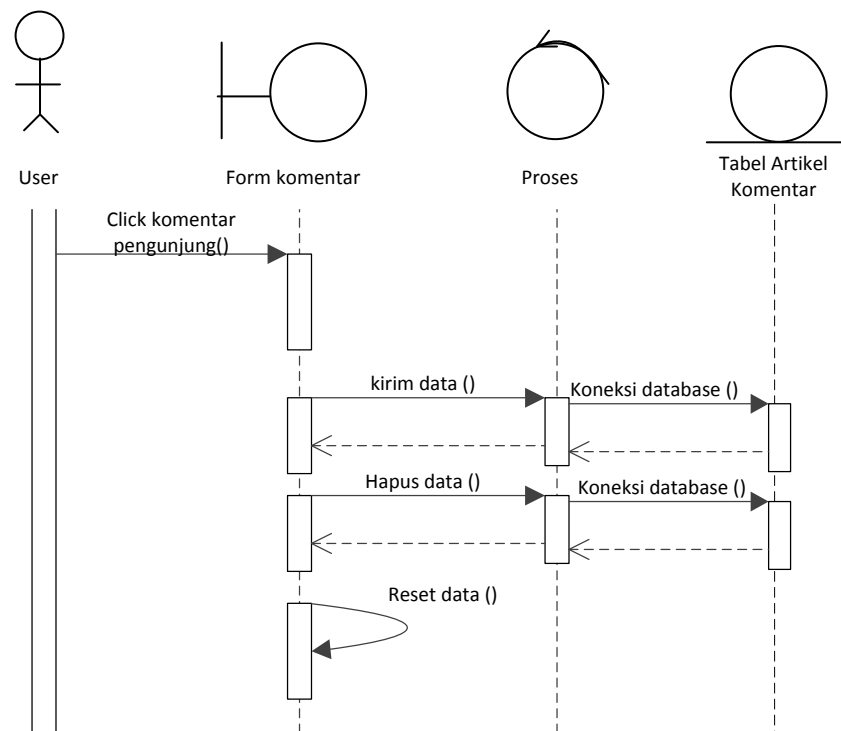 User
Form komentar
Proses
Tabel Artikel
Komentar
Click komentar
pengunjung()
kirim data ()
Koneksi database ()
Hapus data ()
Koneksi database ()
Reset data ()